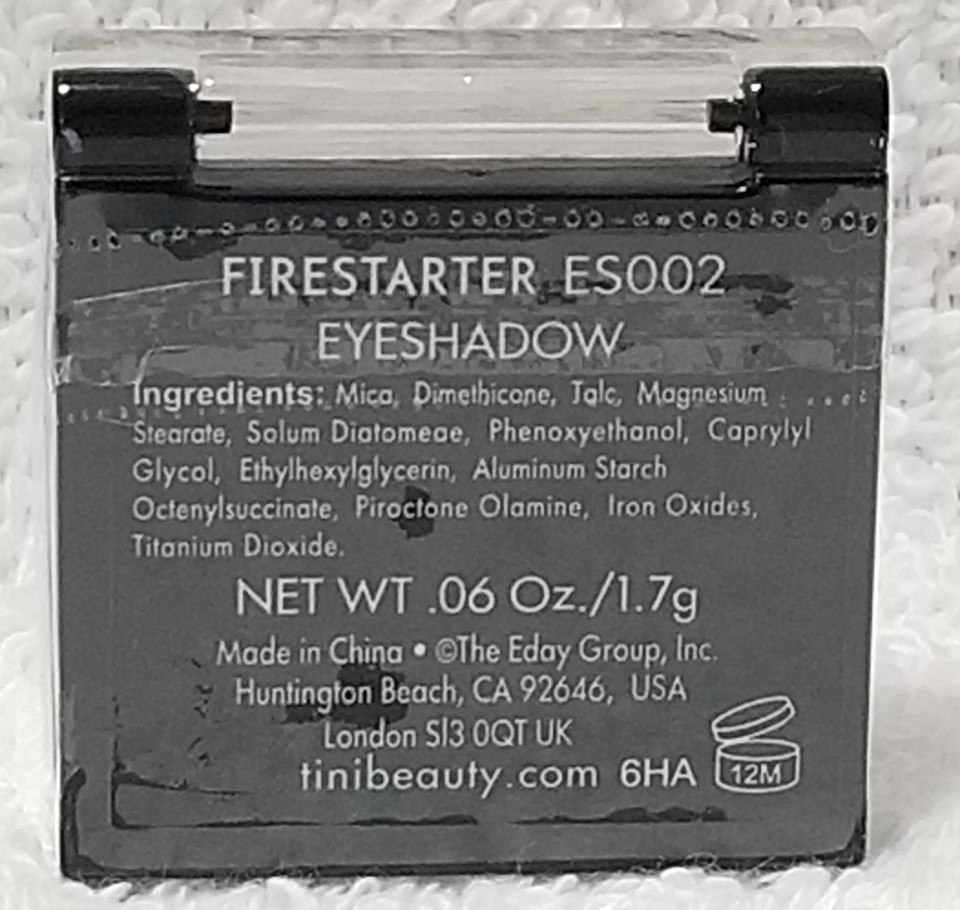 FIRESTARTER ES002
EYESHADOW
Ingredients: Mica, Dimethicone, Talc, Magnesium
Stearate, Solum Diatomeae, Phenoxyethanol, Caprylyl
Glycol, Ethylhexylglycerin, Aluminum Starch
Octenylsuccinate, Piroctone Olamine, Iron Oxides,
Titanium Dioxide.
NET WT .06 Oz./1.7g
Made in China • ©The Eday Group, Inc.
Huntington Beach, CA 92646, USA
London Sl3 0QT UK
tinibeauty.com 6HA 12M